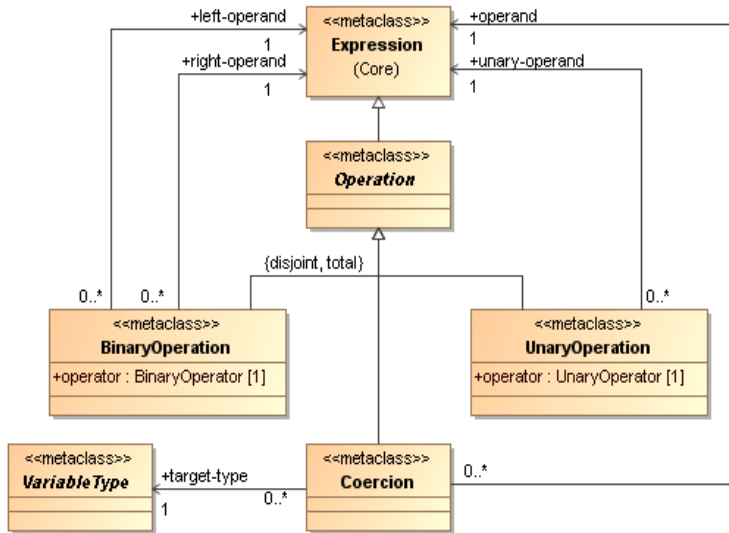 +left-operand
1
+right-operand
1
<<metaclass>>
Expression
(Core)
+operand
1
+unary-operand
1
<<metaclass>>
Operation
{disjoint, total}
0..*
0..*
0..*
<<metaclass>>
BinaryOperation
+operator : BinaryOperator [1]
<<metaclass>>
UnaryOperation
+operator : UnaryOperator [1]
<<metaclass>>
VariableType
+target-type
1
0..*
<<metaclass>>
Coercion
0..*